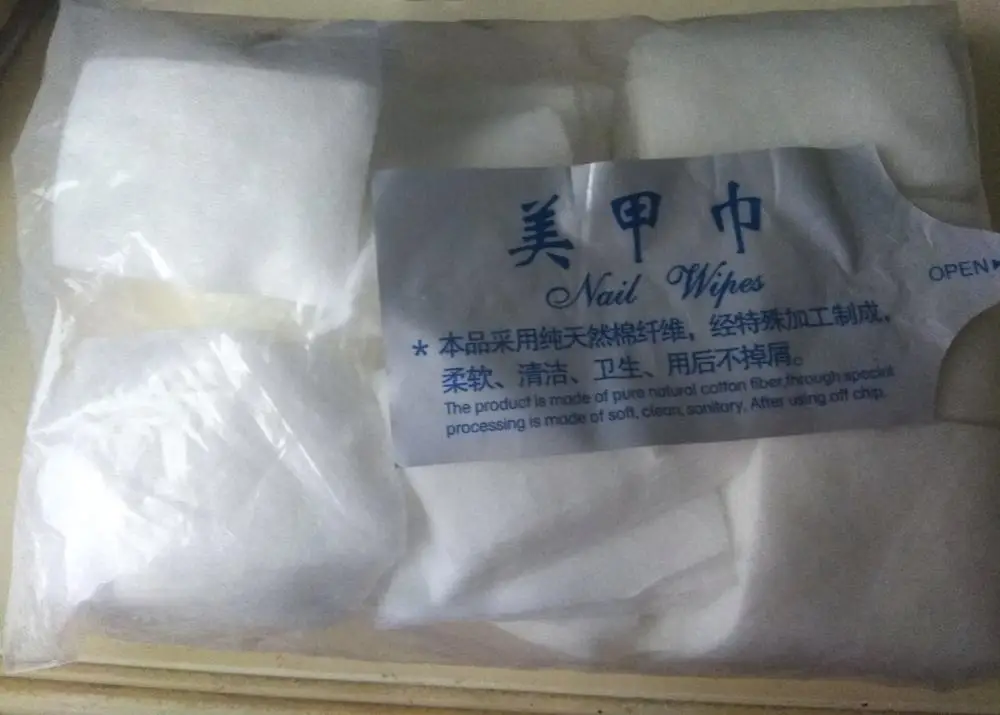 美甲巾
Nail Wipes
OPEN
* 本品采用纯天然棉纤维，经特殊加工制成，
柔软、清洁、卫生、用后不掉屑。
The product is made of pure natural cotton fiber,through specint
processing is made of soft, clean, sanitory. After using off chip.